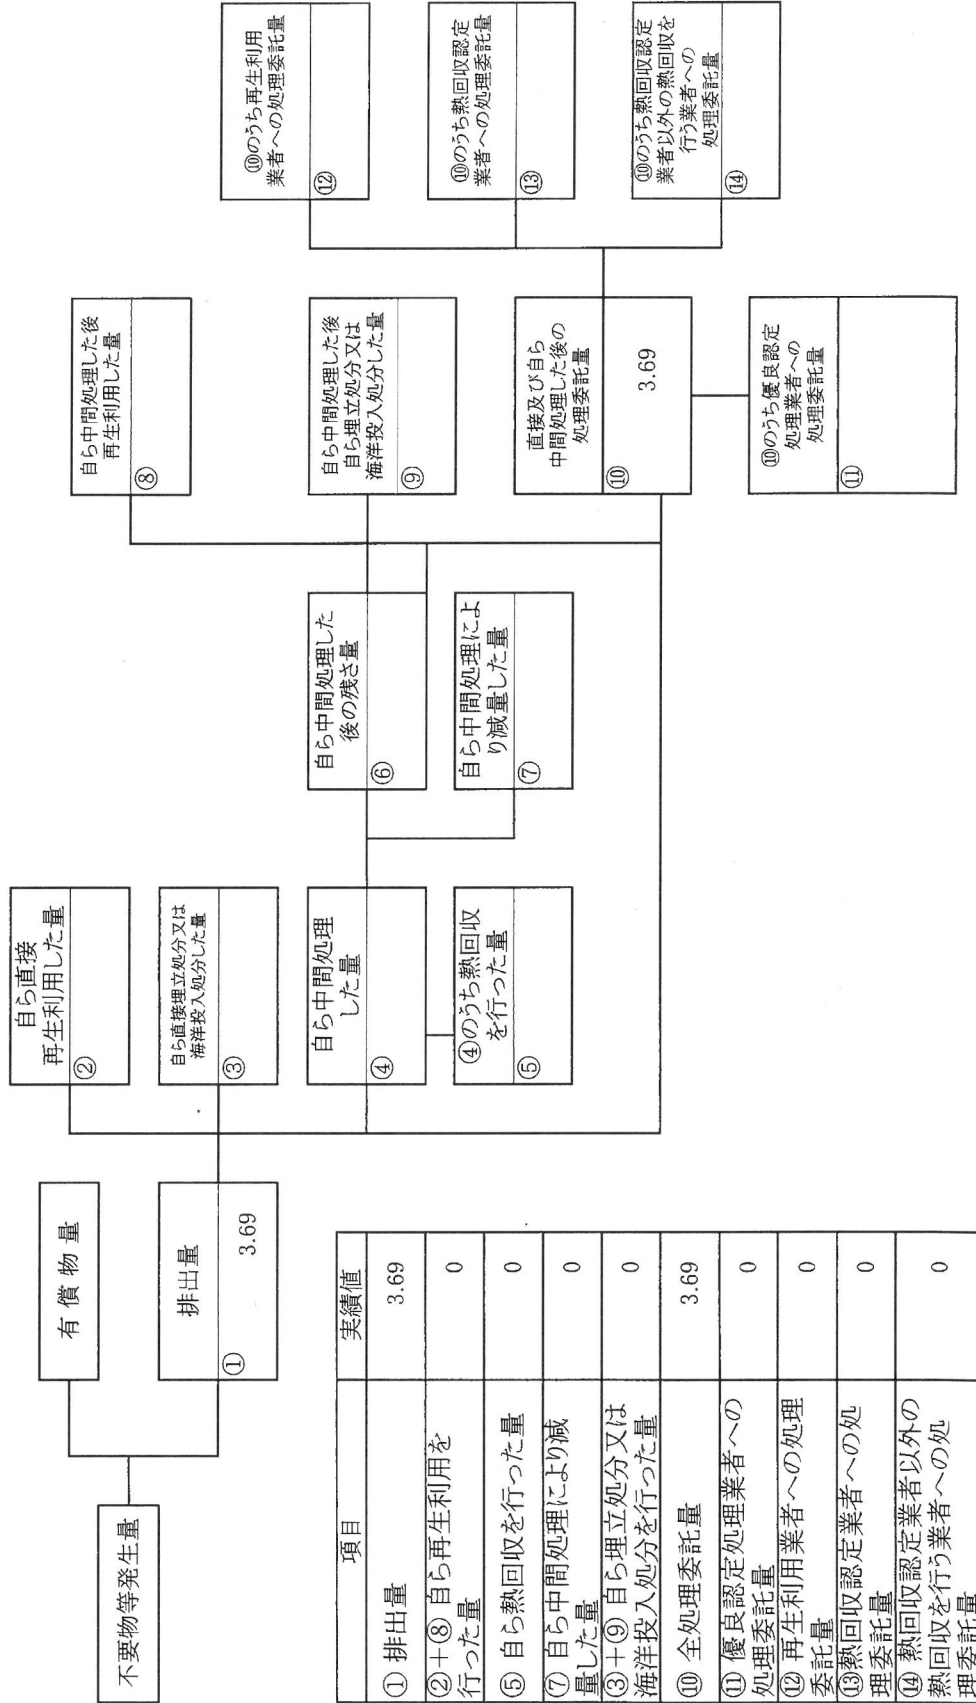 不要物等発生量
有償物量
排出量
①
3.69
自ら直接
再生利用した量
②
自ら直接埋立処分又は
海洋投入処分した量
③
自ら中間処理
した量
④
④のうち熱回収
を行った量
⑤
自ら中間処理した
後の残さ量
⑥
自ら中間処理によ
り減量した量
⑦
自ら中間処理した後
再生利用した量
⑧
自ら中間処理した後
自ら埋立処分又は
海洋投入処分した量
⑨
直接及び自ら
中間処理した後の
処理委託量
⑩
3.69
⑩のうち優良認定
処理業者への
処理委託量
⑪
⑩のうち再生利用
業者への処理委託量
⑫
⑩のうち熱回収認定
業者への処理委託量
⑬
⑩のうち熱回収認定
業者以外の熱回収を
行う業者への
処理委託量
⑭
項目 実績値
① 排出量 3.69
②+⑧ 自ら再生利用を
行った量 0
⑤ 自ら熱回収を行った量 0
⑦ 自ら中間処理により減
量した量 0
③+⑨ 自ら埋立処分又は
海洋投入処分を行った量 0
⑩ 全処理委託量 3.69
⑪ 優良認定処理業者への
処理委託量 0
⑫ 再生利用業者への処理
委託量 0
⑬熱回収認定業者への処
理委託量 0
⑭ 熱回収認定業者以外の
熱回収を行う業者への処
理委託量 0